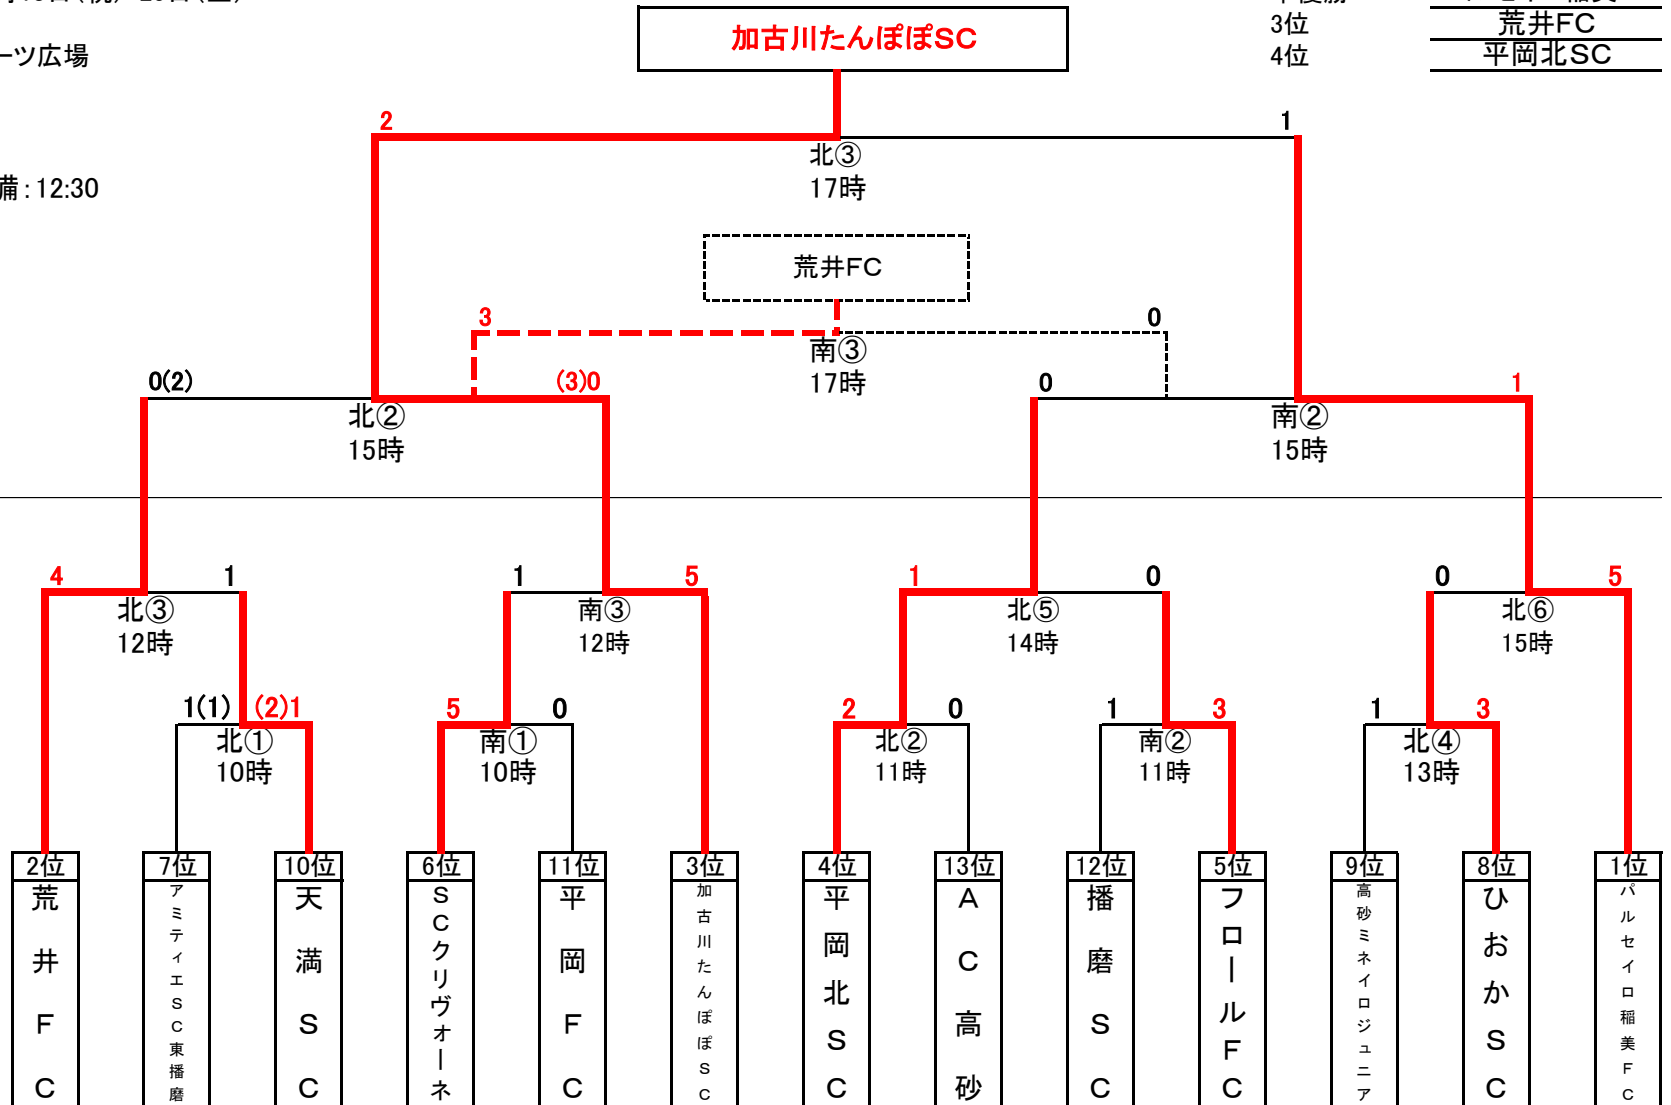 加古川たんぽぽSC
3位 荒井FC
4位 平岡北SC
ーツ広場
2 1
北③
17時
備：12:30
荒井FC
3 0
南③
17時
0(2) (3)0 0 1
北② 南②
15時 15時
4 1 1 5 1 0 0 5
北③ 南③ 北⑤ 北⑥
12時 12時 14時 15時
1(1) (2)1 5 0 2 0 1 3 1 3
北① 南① 北② 南② 北④
10時 10時 11時 11時 13時
2位 7位 10位 6位 11位 3位 4位 13位 12位 5位 9位 8位 1位
荒井FC
アミティエSC東播磨
天満SC
SCクリヴォーネ
平岡FC
加古川たんぽぽSC
平岡北SC
AC高砂
播磨SC
フロールFC
高砂ミネイロジュニア
ひおかSC
パルセイロ稲美FC